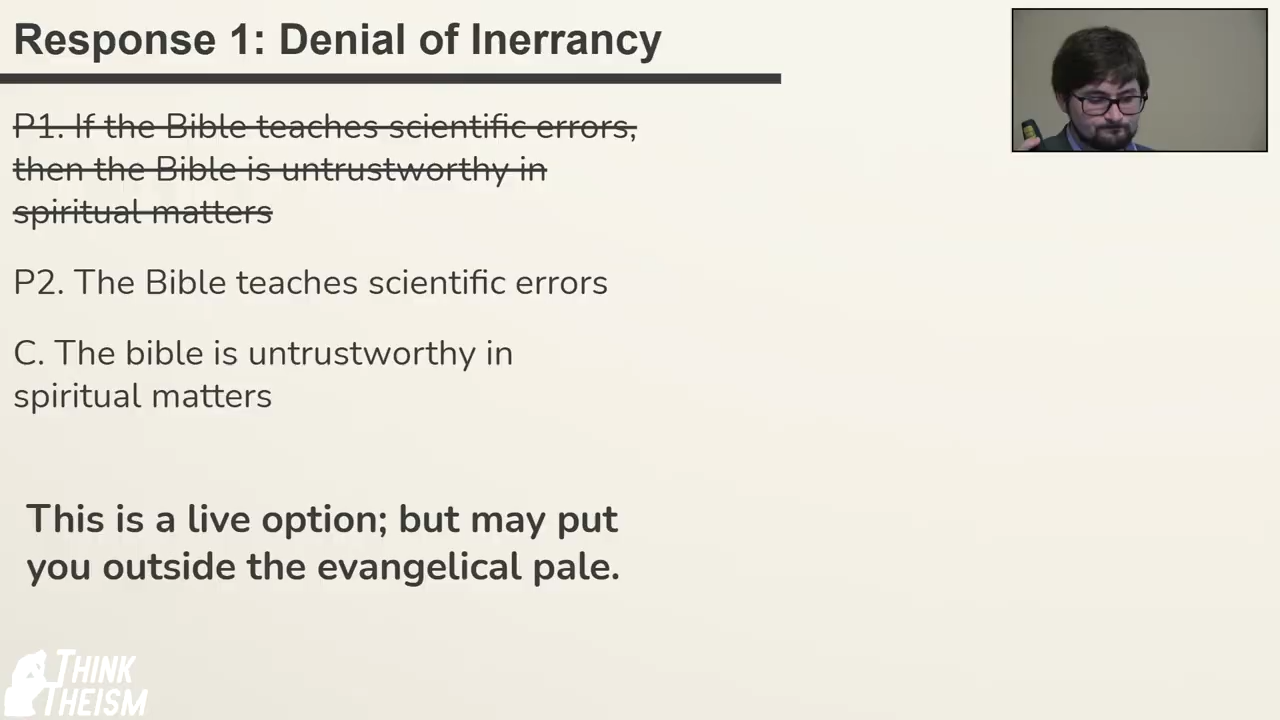 Response 1: Denial of Inerrancy
P1. If the Bible teaches scientific errors,
then the Bible is untrustworthy in
spiritual matters
P2. The Bible teaches scientific errors
C. The bible is untrustworthy in
spiritual matters
This is a live option; but may put
you outside the evangelical pale.
THINK
THEISM